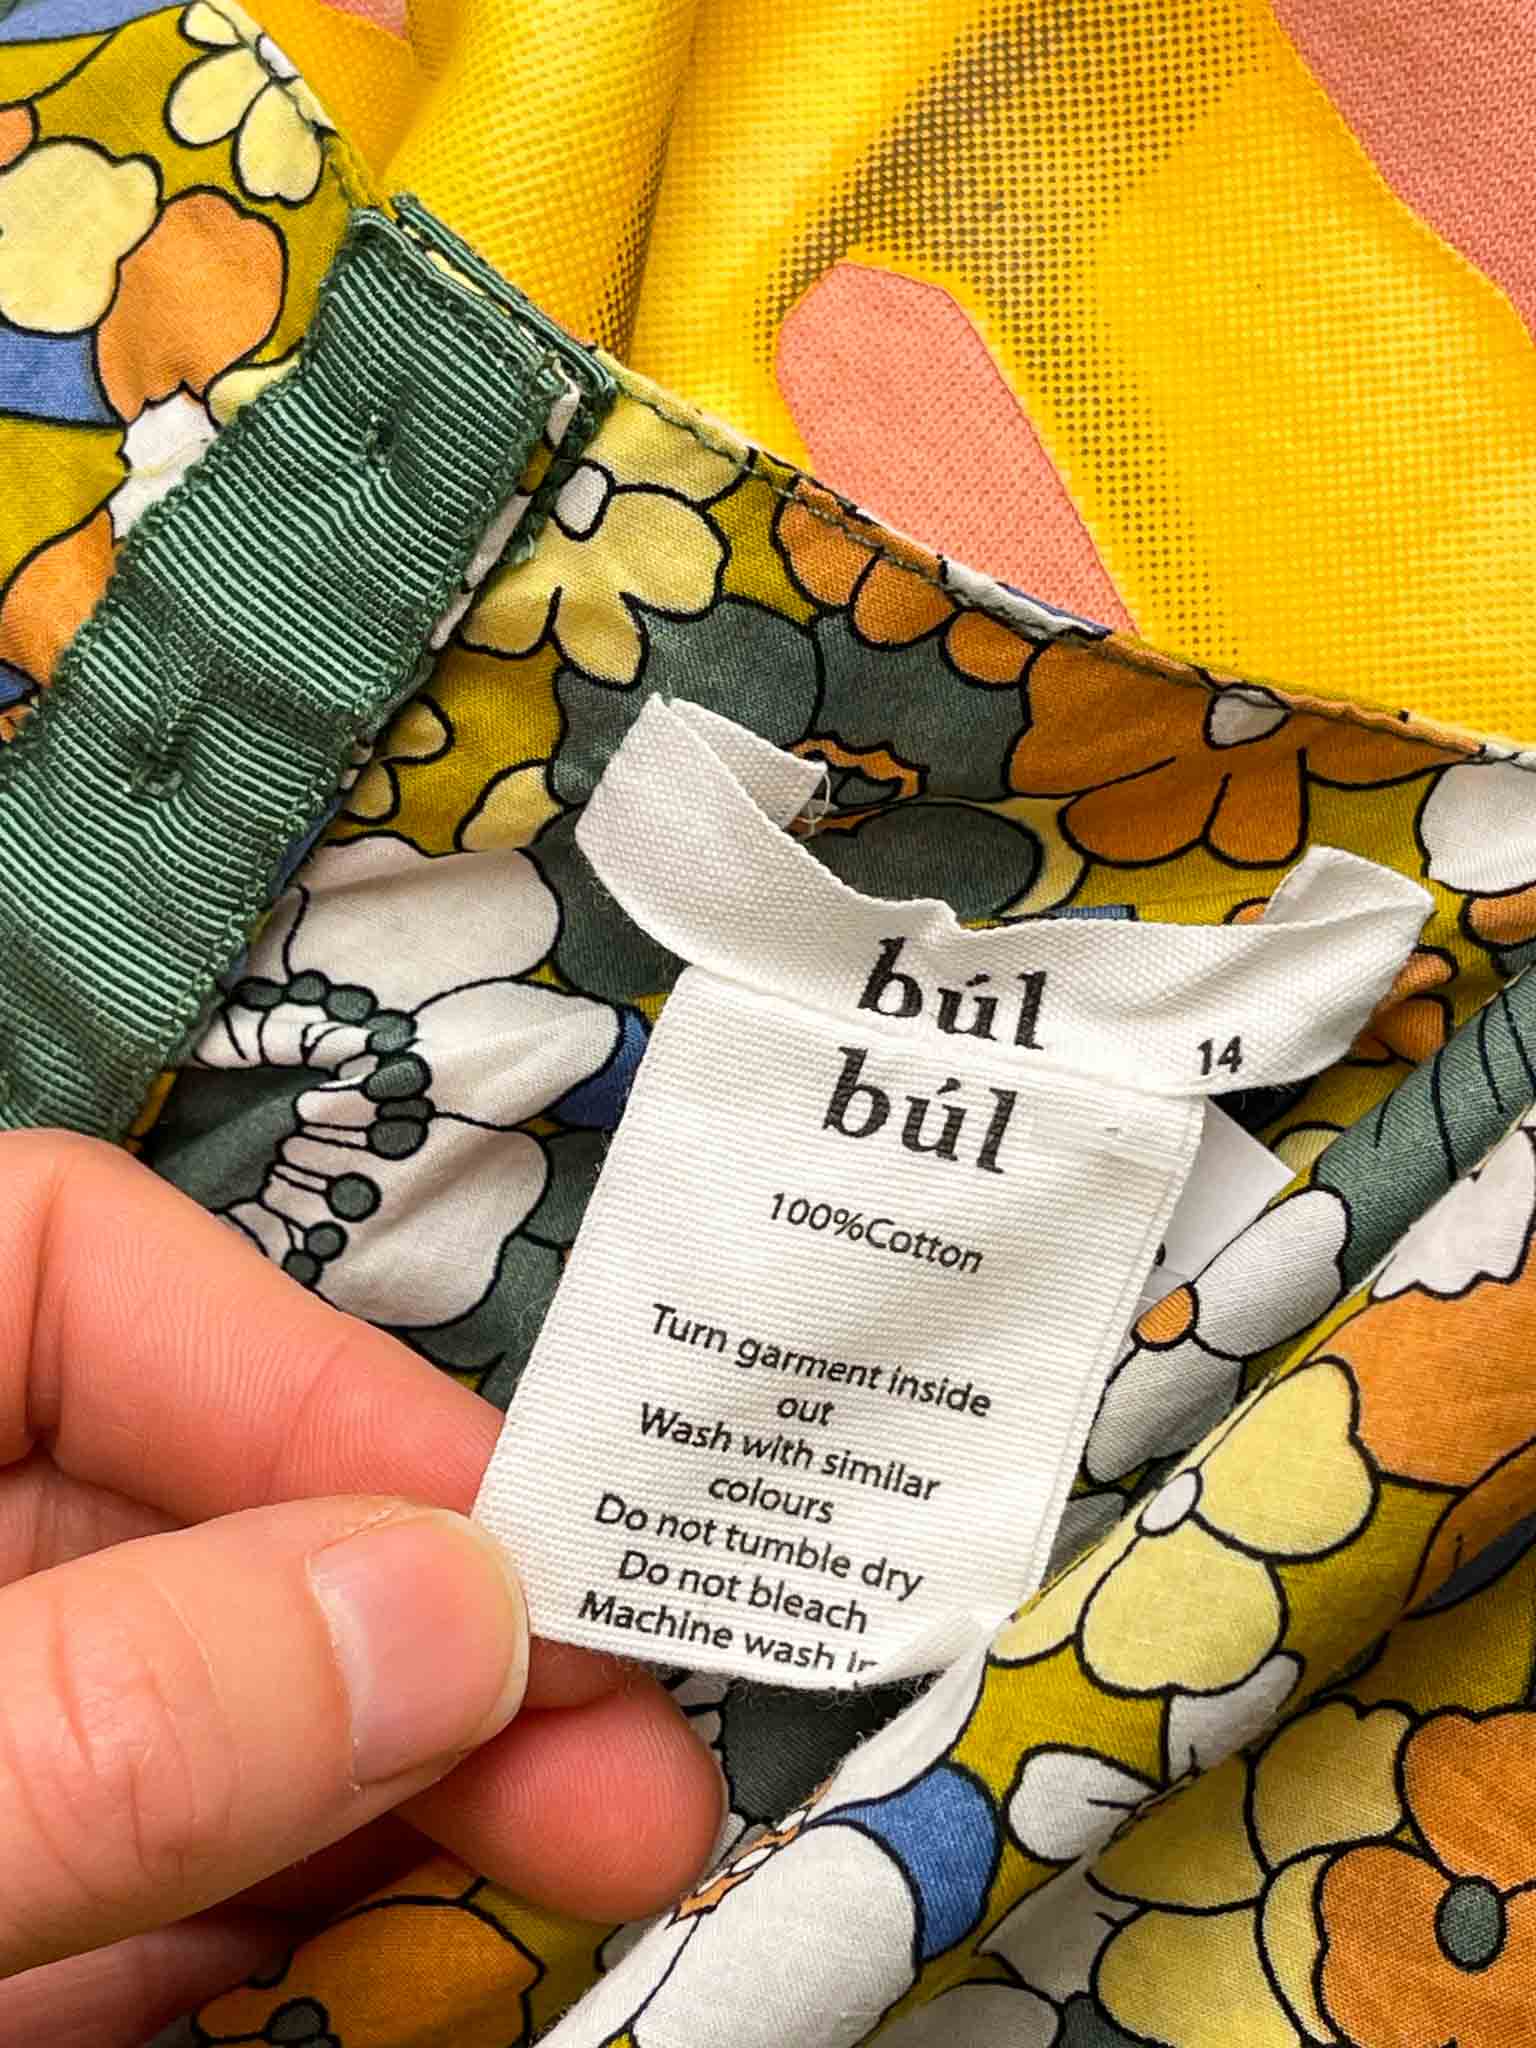 búl
14
búl
100%Cotton
Turn garment inside
out
Wash with similar
colours
Do not tumble dry
Do not bleach
Machine wash